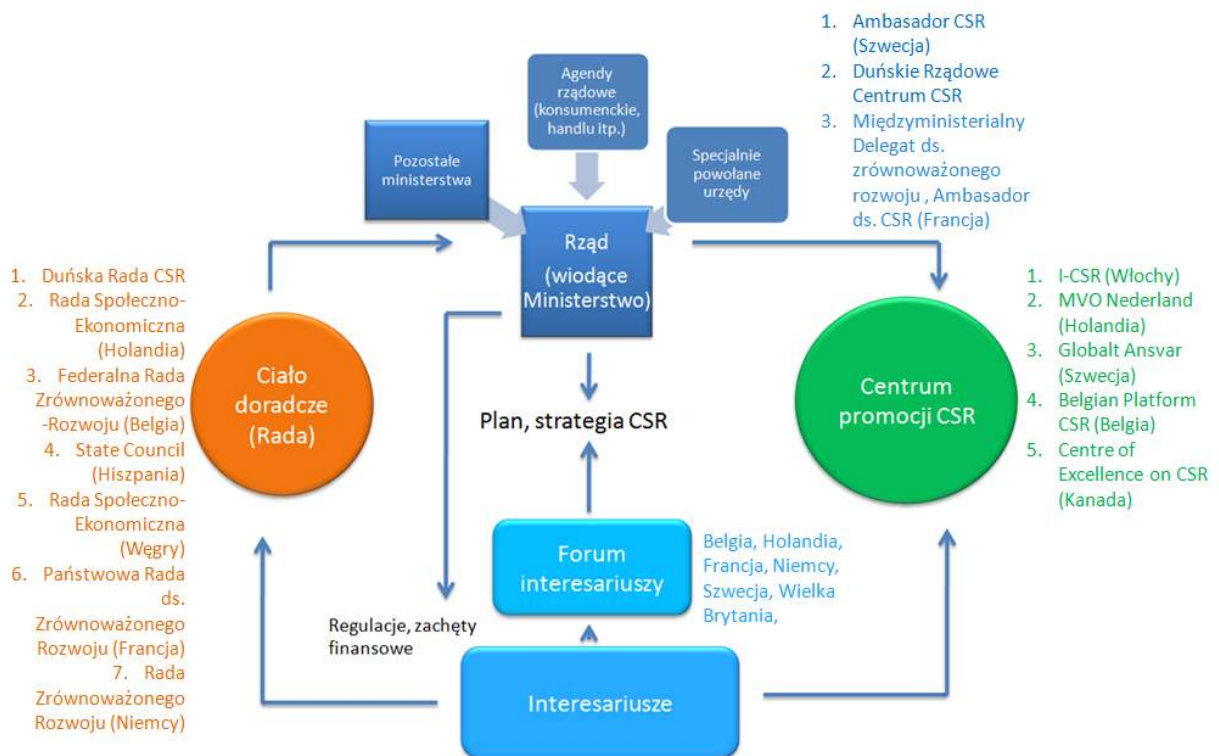 1. Ambasador CSR
(Szwecja)
2. Duńskie Rządowe
Centrum CSR
3. Międzyministerialny
Delegat ds.
zrównoważonego
rozwoju , Ambasador
ds. CSR (Francja)
Agendy
rządowe
(konsumenckie,
handlu itp.)
Pozostałe
ministerstwa
Specjalnie
powołane
urzędy
Rząd
(wiodące
Ministerstwo)
1. Duńska Rada CSR
2. Rada Społeczno-
Ekonomiczna
(Holandia)
3. Federalna Rada
Zrównoważonego
-Rozwoju (Belgia)
4. State Council
(Hiszpania)
5. Rada Społeczno-
Ekonomiczna
(Węgry)
6. Państwowa Rada
ds.
Zrównoważonego
Rozwoju (Francja)
7. Rada
Zrównoważonego
Rozwoju (Niemcy)
Ciało
doradcze
(Rada)
Plan, strategia CSR
Centrum
promocji CSR
1. I-CSR (Włochy)
2. MVO Nederland
(Holandia)
3. Globalt Ansvar
(Szwecja)
4. Belgian Platform
CSR (Belgia)
5. Centre of
Excellence on CSR
(Kanada)
Forum
interesariuszy
Belgia, Holandia,
Francja, Niemcy,
Szwecja, Wielka
Brytania,
Regulacje, zachęty
finansowe
Interesariusze